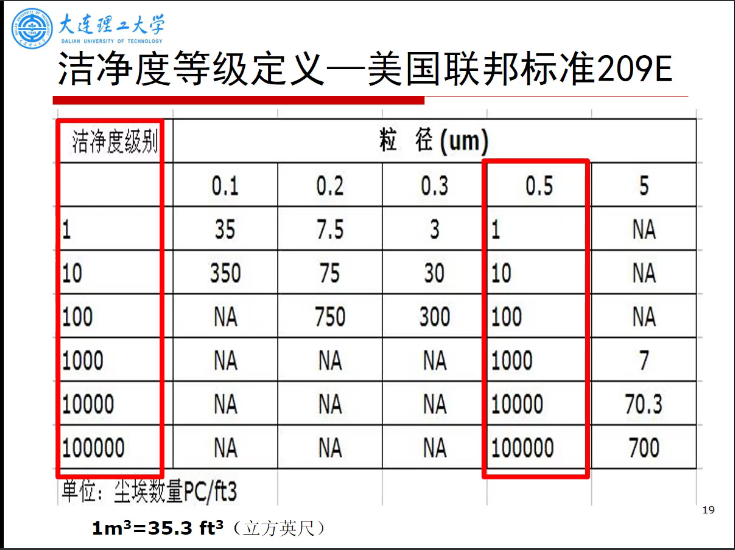 大连理工大学
DALIAN UNIVERSITY OF TECHNOLOGY
洁净度等级定义—美国联邦标准209E
洁净度级别 粒 径 (um)
0.1 0.2 0.3 0.5 5
1 35 7.5 3 1 NA
10 350 75 30 10 NA
100 NA 750 300 100 NA
1000 NA NA NA 1000 7
10000 NA NA NA 10000 70.3
100000 NA NA NA 100000 700
单位：尘埃数量PC/ft3
1m³=35.3 ft³（立方英尺）
19